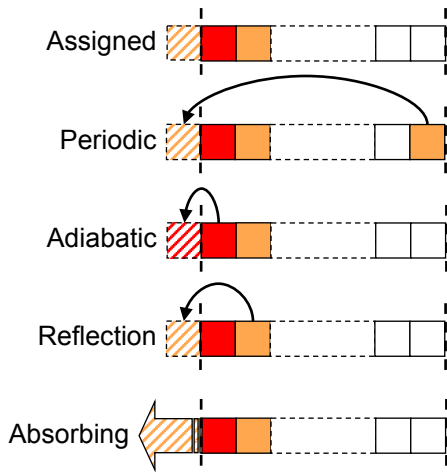 Assigned
Periodic
Adiabatic
Reflection
Absorbing